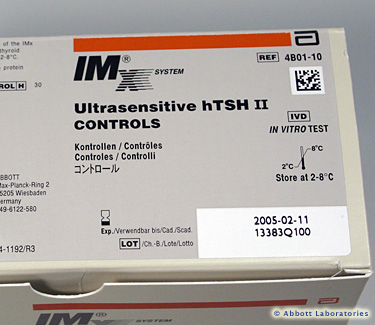 of the IMx
thyroid
2-8°C.
protein
ROL H 30
IMx® SYSTEM
REF 4B01-10
Ultrasensitive hTSH II
CONTROLS
IVD
IN VITRO TEST
Kontrollen / Contrôles
Controles / Controlli
コントロール
8°C
2°C
Store at 2-8°C
BBOTT
Max-Planck-Ring 2
5205 Wiesbaden
Germany
49-6122-580
Exp./Verwendbar bis/Cad./Scad.
2005-02-11
LOT /Ch.-B./Lote/Lotto
13383Q100
4-1192/R3
IMx® SYSTEM
© Abbott Laboratories